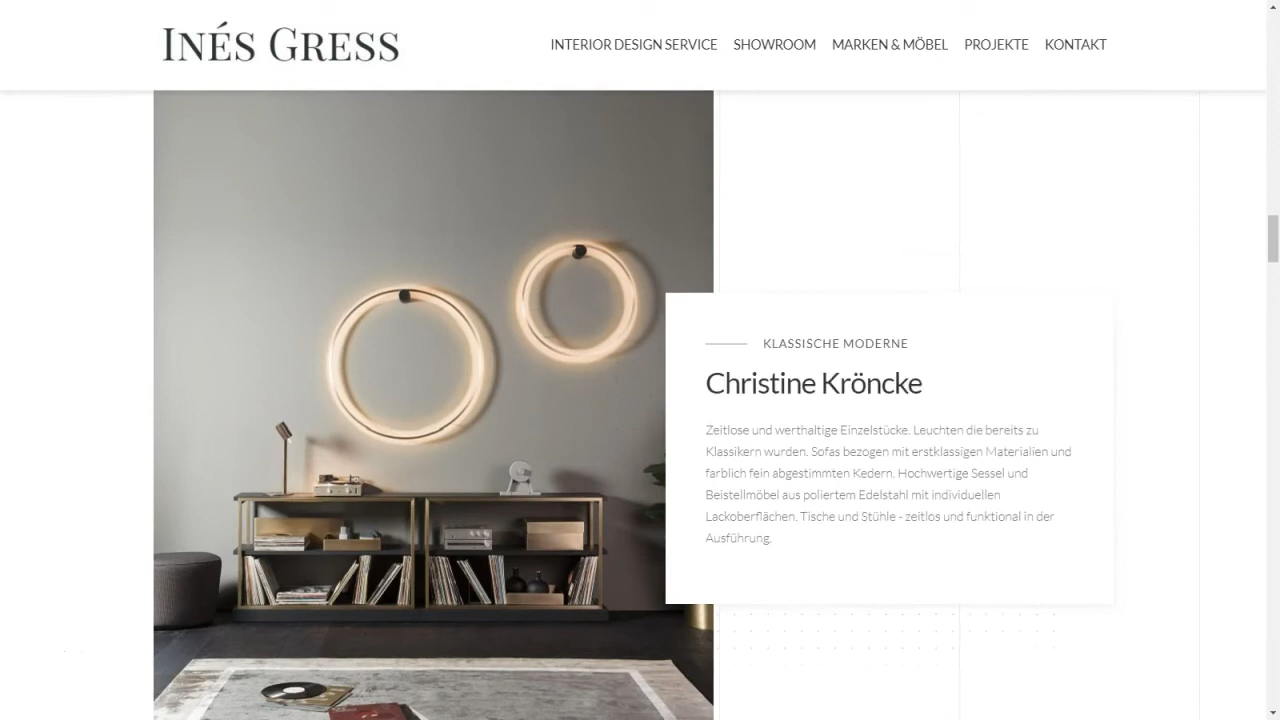 INÉS GRESS
INTERIOR DESIGN SERVICE SHOWROOM MARKEN & MÖBEL PROJEKTE KONTAKT
KLASSISCHE MODERNE
Christine Kröncke
Zeitlose und werthaltige Einzelstücke. Leuchten die bereits zu
Klassikern wurden. Sofas bezogen mit erstklassigen Materialien und
farblich fein abgestimmten Kedern. Hochwertige Sessel und
Beistellmöbel aus poliertem Edelstahl mit individuellen
Lackoberflächen. Tische und Stühle - zeitlos und funktional in der
Ausführung.